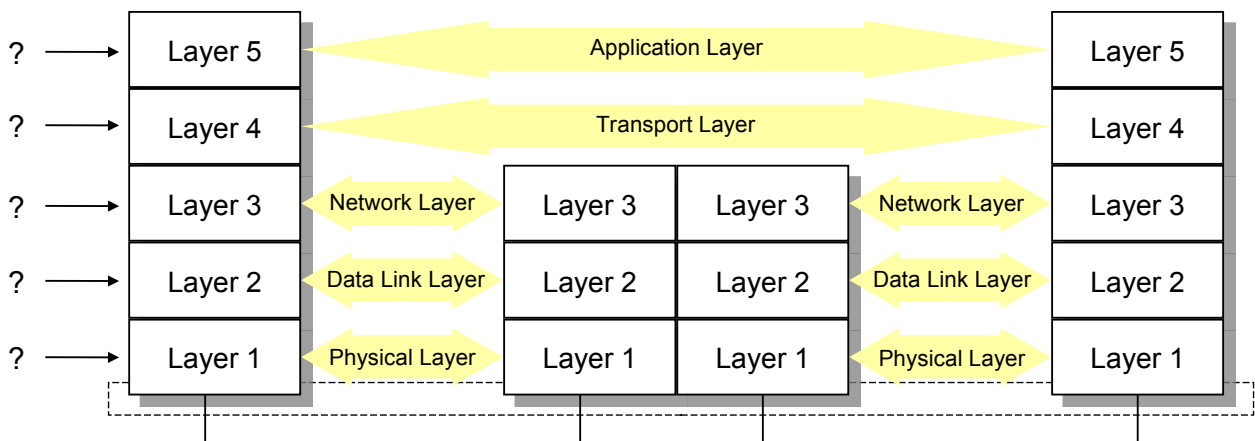 ? Layer 5 Application Layer Layer 5
? Layer 4 Transport Layer Layer 4
? Layer 3 Network Layer Layer 3 Layer 3 Network Layer Layer 3
? Layer 2 Data Link Layer Layer 2 Layer 2 Data Link Layer Layer 2
? Layer 1 Physical Layer Layer 1 Layer 1 Physical Layer Layer 1